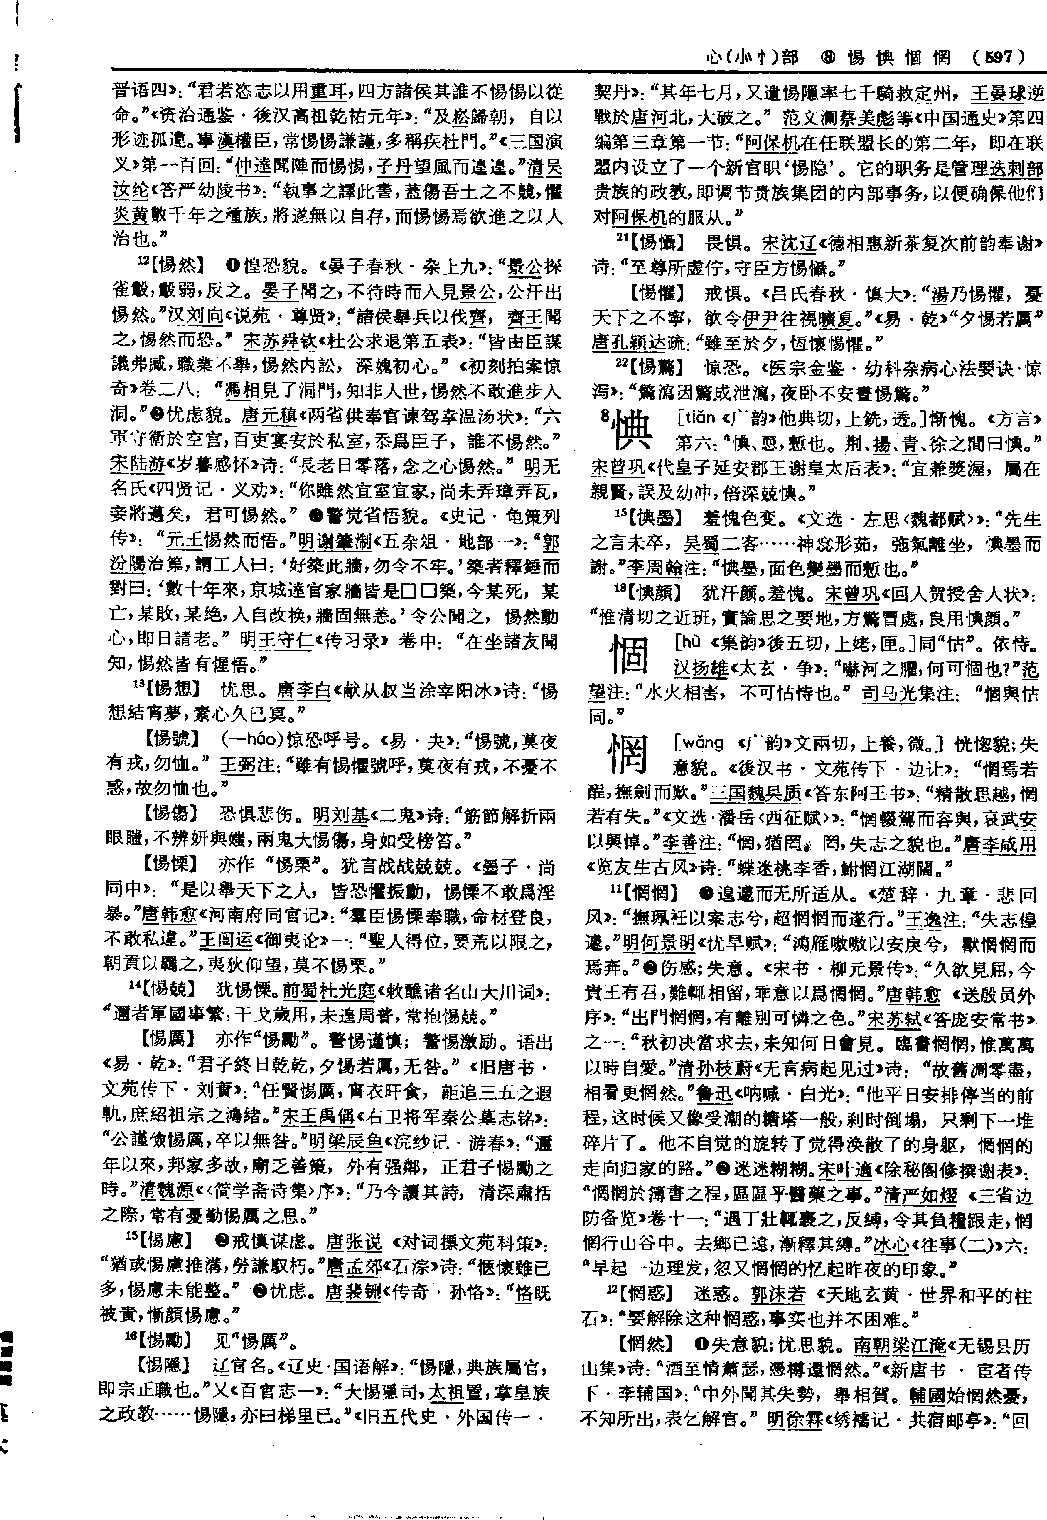 心(小忄)部 ⑧ 惕 惧 悃 惘 (597)
晋语四》:“君若恣志以用重耳,四方諸侯其誰不惕惕以從
命。”《资治通鉴·後汉高祖乾祐元年》:“及 歸朝, 自以
形迹孤遠。事漢權臣,常惕惕謙謹,多稱疾杜門。”《三国演
义》第一百回:“仲達聞陣而惕惕,子丹望風而遑遑。”清吴
汝纶《答严幼陵书》:“執事之譯此書,蓋傷吾土之不競,懼
炎黄數千年之種族,將遂無以自存,而惕惕焉欲進之以人
治也。”
12【惕然】 ❶惶恐貌。《晏子春秋·杂上九》:“景公探
雀鷇,鷇弱,反之。晏子聞之,不待時而入見景公,公汗出
惕然。”汉刘向《说苑·尊贤》:“諸侯舉兵以伐齊, 齊王聞
之,惕然而恐。” 宋苏舜钦《杜公求退第五表》:“皆由臣謀
議弗臧,職業不舉,惕然内訟, 深媿初心。” 《初刻拍案惊
奇》卷二八: “馮相見了洞門,知非人世,惕然不敢進步入
洞。”❷忧虑貌。唐元稹《两省供奉官谏驾幸温汤状》:“六
軍守衛於空宫,百吏宴安於私室,忝爲臣子, 誰不惕然。”
宋陆游《岁暮感怀》诗:“長老日零落,念之心惕然。” 明无
名氏《四贤记·义劝》:“你雖然宜室宜家,尚未弄璋弄瓦,
妾將邁矣, 君可惕然。” ❸警觉省悟貌。《史记·龟策列
传》: “元王惕然而悟。”明谢肇淛《五杂俎·地部一》:“郭
汾陽治第,謂工人曰:‘好築此牆,勿令不牢。’築者釋錘而
對曰:‘數十年來,京城達官家牆皆是囗囗築,今某死, 某
亡,某敗,某绝,人自改换,牆固無恙。’令公聞之, 惕然動
心,即日請老。” 明王守仁《传习录》 卷中: “在坐諸友聞
知,惕然皆有惺悟。”
13【惕想】 忧思。唐李白《献从叔当涂宰阳冰》诗:“惕
想結宵夢,素心久已冥。”
【惕號】 (—háo)惊恐呼号。《易·夬》:“惕號,莫夜
有戎,勿恤。” 王弼注:“雖有惕懼號呼,莫夜有戎,不憂不
惑,故勿恤也。”
【惕傷】 恐惧悲伤。明刘基《二鬼》诗:“筋節解折兩
眼瞳,不辨妍與媸,兩鬼大惕傷,身如受榜笞。”
【惕慄】 亦作 “惕栗”。犹言战战兢兢。《墨子·尚
同中》: “是以舉天下之人, 皆恐懼振動, 惕慄不敢爲淫
暴。”唐韩愈《河南府同官记》:“羣臣惕慄奉職,命材登良,
不敢私違。”王闿运《御夷论》一:“聖人得位,要荒以限之,
朝貢以羈之,夷狄仰望,莫不惕栗。”
14【惕兢】 犹惕慄。前蜀杜光庭《敕醮诸名山大川词》:
“邇者軍國事繁,干戈歲用,未遑周普,常抱惕兢。”
【惕厲】 亦作“惕勵”。警惕谨慎; 警惕激励。语出
《易·乾》:“君子終日乾乾,夕惕若厲,无咎。” 《旧唐书·
文苑传下·刘蕡》:“任賢惕厲,宵衣旰食, 詎追三五之遐
軌,庶紹祖宗之鴻緒。”宋王禹偁《右卫将军秦公墓志铭》:
“公謹儉惕厲,卒以無咎。”明梁辰鱼《浣纱记·游春》:“邇
年以來,邦家多故,廟乏善策, 外有强鄰, 正君子惕勵之
時。”清魏源《〈简学斋诗集〉序》:“乃今讀其詩, 清深肅括
之際,常有憂勤惕厲之思。”
15【惕慮】 ❶戒慎谋虑。唐张说 《对词摽文苑科策》:
“猶或惕慮推溝,勞謙馭朽。”唐孟郊《石淙》诗:“愜懷雖已
多,惕慮未能整。” ❷忧虑。唐裴铏《传奇·孙恪》:“恪既
被責,慚顔惕慮。”
16【惕勵】 见“惕厲”。
【惕隱】 辽官名。《辽史·国语解》:“惕隱,典族屬官,
即宗正職也。”又《百官志一》:“大惕隱司,太祖置,掌皇族
之政教……惕隱,亦曰梯里已。”《旧五代史·外国传一·
契丹》:“其年七月,又遣惕隱率七千騎救定州, 王晏球逆
戰於唐河北,大破之。” 范文澜蔡美彪等《中国通史》第四
编第三章第一节:“阿保机在任联盟长的第二年, 即在联
盟内设立了一个新官职‘惕隐’。它的职务是管理迭刺部
贵族的政教,即调节贵族集团的内部事务,以便确保他们
对阿保机的服从。”
21【惕懾】 畏惧。宋沈辽《德相惠新茶复次前韵奉谢》
诗:“至尊所虚佇,守臣方惕懾。”
【惕懼】 戒惧。《吕氏春秋·慎大》:“湯乃惕懼, 憂
天下之不寧, 欲令伊尹往視曠夏。”《易·乾》“夕惕若厲”
唐孔颖达疏:“雖至於夕,恆懷惕懼。”
22【惕驚】 惊恐。《医宗金鉴·幼科杂病心法要诀·惊
泻》:“驚瀉因驚成泄瀉,夜卧不安晝惕驚。”
8 惧 [tiǎn 《广韵》他典切,上銑,透。]惭愧。《方言》
第六:“惧、恧,慙也。荆、揚、青、徐之間曰惧。”
宋曾巩《代皇子延安郡王谢皇太后表》:“宜兼獎渥, 屬在
親賢,誤及幼冲,倍深兢惧。”
15【惧墨】 羞愧色变。《文选·左思〈魏都赋〉》:“先生
之言未卒, 吴蜀二客……神惢形茹, 弛氣離坐, 惧墨而
謝。”李周翰注:“惧墨,面色變墨而慙也。”
18【惧顔】 犹汗颜。羞愧。宋曾巩《回人贺授舍人状》:
“惟清切之近班,實論思之要地,方驚冒處,良用惧顔。”
怘 [hù 《集韵》後五切,上姥,匣。]同“怙”。依恃。
汉扬雄《太玄·争》:“嚇河之臞,何可悃也?”范
望注:“水火相害, 不可怙恃也。” 司马光集注: “悃與怙
同。”
惘 [wǎng 《广韵》文兩切,上養,微。] 恍惚貌;失
意貌。《後汉书·文苑传下·边让》: “惘焉若
酲,撫劍而歎。”三国魏吴质《答东阿王书》:“精散思越,惘
若有失。”《文选·潘岳〈西征赋〉》:“惘輟駕而容與,哀武安
以興悼。”李善注:“惘,猶罔。罔,失志之貌也。”唐李咸用
《览友生古风》诗:“蝶迷桃李香,鮒惘江湖闊。”
11【惘惘】 ❶遑遽而无所适从。《楚辞·九章·悲回
风》:“撫珮衽以案志兮,超惘惘而遂行。”王逸注:“失志偟
遽。”明何景明《忧旱赋》:“鴻雁嗷嗷以安戾兮, 獸惘惘而
焉奔。”❷伤感;失意。《宋书·柳元景传》:“久欲見屈,今
貴王有召,難輒相留,乖意以爲惘惘。”唐韩愈 《送殷员外
序》:“出門惘惘,有離别可憐之色。”宋苏轼《答庞安常书》
之一:“秋初决當求去,未知何日會見。臨書惘惘,惟萬萬
以時自愛。”清孙枝蔚《无言病起见过》诗: “故舊凋零盡,
相看更惘然。”鲁迅《呐喊·白光》:“他平日安排停当的前
程,这时候又像受潮的糖塔一般,刹时倒塌, 只剩下一堆
碎片了。他不自觉的旋转了觉得涣散了的身躯, 惘惘的
走向归家的路。”❸迷迷糊糊。宋叶適《除秘阁修撰谢表》:
“惘惘於簿書之程,區區乎醫藥之事。”清严如熤 《三省边
防备览》卷十一:“遇丁壯輒裹之,反縛,令其負糧跟走,惘
惘行山谷中。去鄉已遠,漸釋其縛。”冰心《往事(二)》六:
“早起一边理发,忽又惘惘的忆起昨夜的印象。”
12【惘惑】 迷惑。郭沫若 《天地玄黄·世界和平的柱
石》:“要解除这种惘惑,事实也并不困难。”
【惘然】 ❶失意貌;忧思貌。南朝梁江淹《无锡县历
山集》诗:“酒至情蕭瑟,憑樽還惘然。”《新唐书·宦者传
下·李辅国》:“中外聞其失勢, 舉相賀。輔國始惘然憂,
不知所出,表乞解官。” 明徐霖《绣襦记·共宿邮亭》:“回